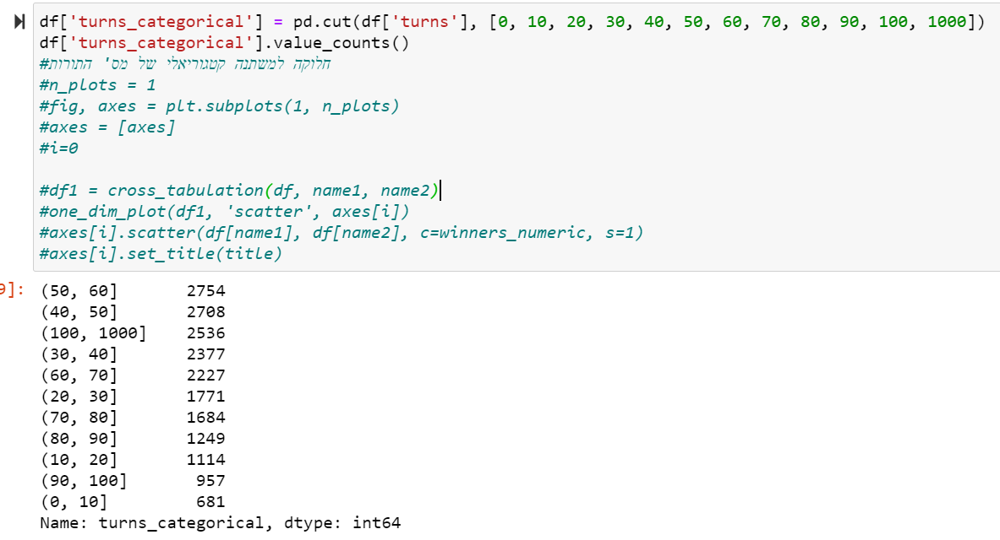 df['turns_categorical'] = pd.cut(df['turns'], [0, 10, 20, 30, 40, 50, 60, 70, 80, 90, 100, 1000])
df['turns_categorical'].value_counts()
#חלוקה למשתנה קטגוריאלי של מס' התורות
#n_plots = 1
#fig, axes = plt.subplots(1, n_plots)
#axes = [axes]
#i=0
#df1 = cross_tabulation(df, name1, name2)
#one_dim_plot(df1, 'scatter', axes[i])
#axes[i].scatter(df[name1], df[name2], c=winners_numeric, s=1)
#axes[i].set_title(title)
9]: (50, 60] 2754
(40, 50] 2708
(100, 1000] 2536
(30, 40] 2377
(60, 70] 2227
(20, 30] 1771
(70, 80] 1684
(80, 90] 1249
(10, 20] 1114
(90, 100] 957
(0, 10] 681
Name: turns_categorical, dtype: int64